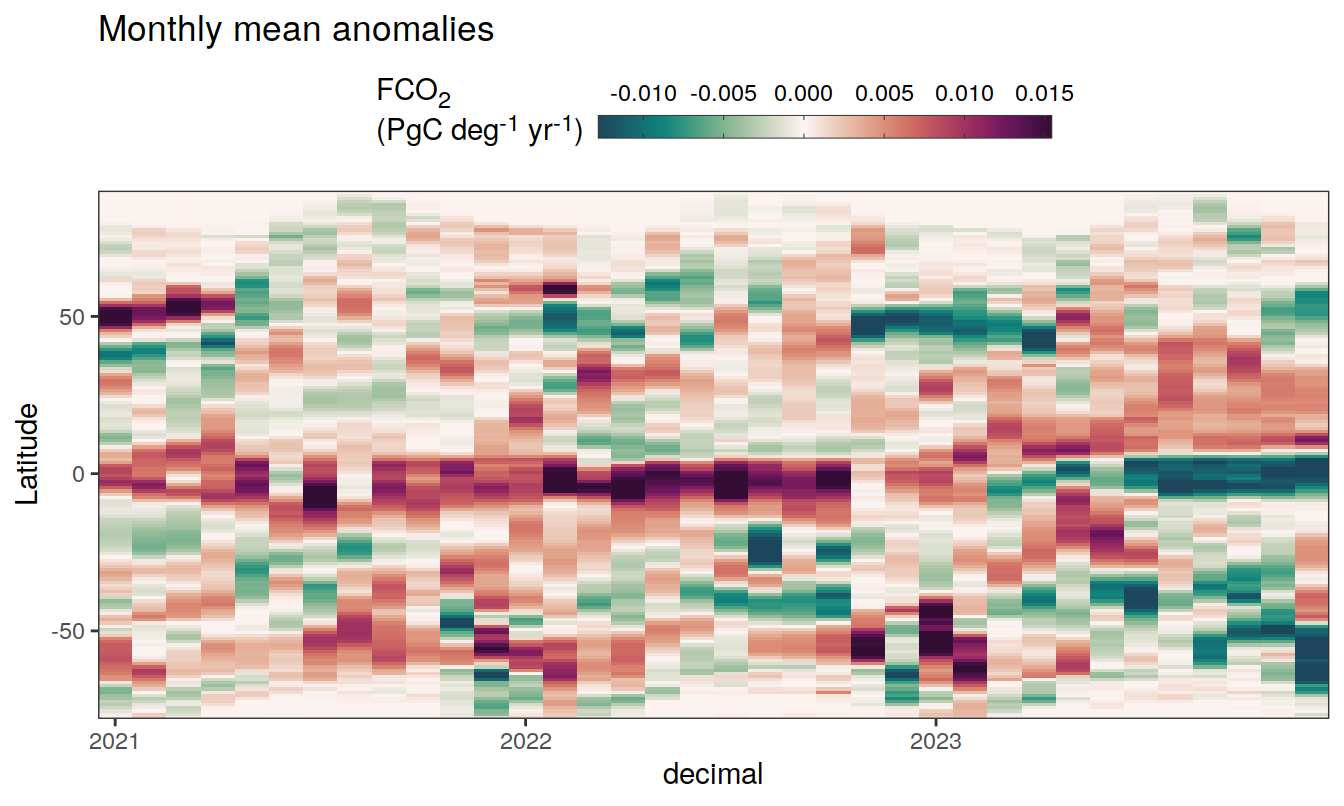 Monthly mean anomalies
FCO₂
(PgC deg⁻¹ yr⁻¹)
-0.010 -0.005 0.000 0.005 0.010 0.015
Latitude
50
0
-50
2021 2022 2023
decimal